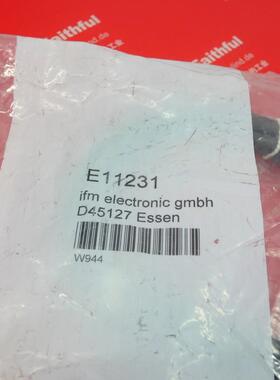 Faithful
E11231
ifm electronic gmbh
D45127 Essen
W944